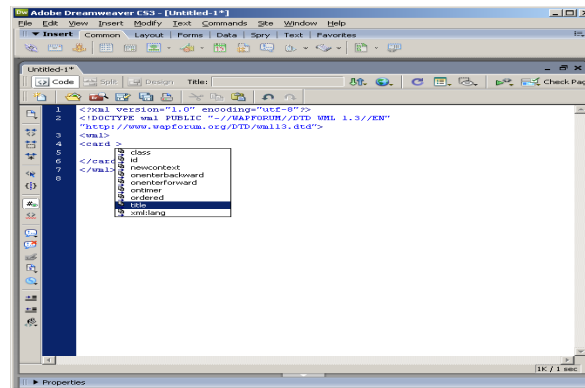 Adobe Dreamweaver CS3 - [Untitled-1*]
File Edit View Insert Modify Text Commands Site Window Help
Insert Common Layout Forms Data Spry Text Favorites
Untitled-1*
Code Split Design Title: Check Pag
1 <?xml version="1.0" encoding="utf-8"?>
2 <!DOCTYPE wml PUBLIC "-//WAPFORUM//DTD WML 1.3//EN"
"http://www.wapforum.org/DTD/wml13.dtd">
3 <wml>
4 <card >
5
6 </card
7 </wml
8
class
id
newcontext
onenterbackward
onenterforward
ontimer
ordered
title
xml:lang
1K / 1 sec
Properties